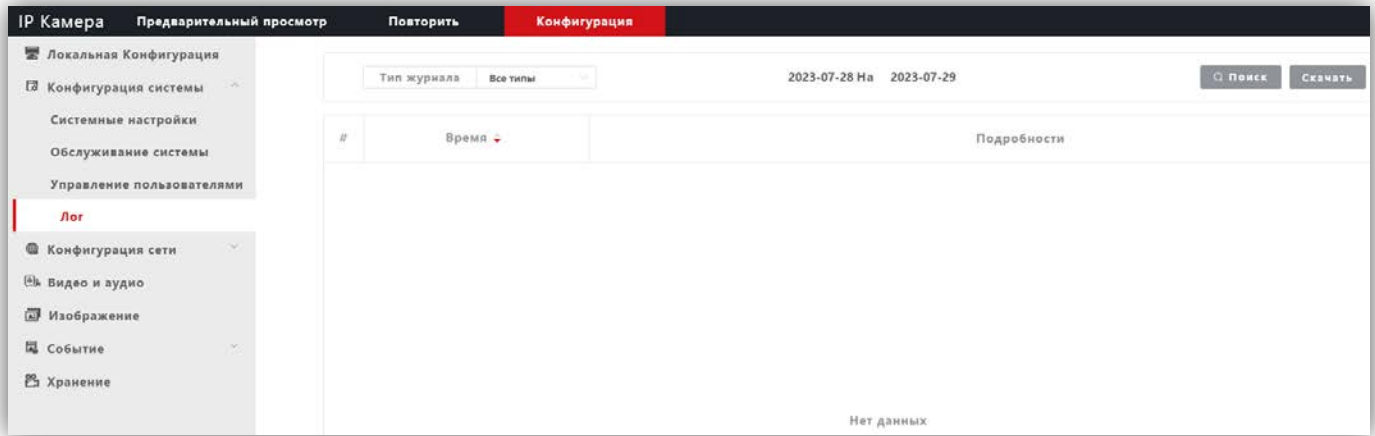 IP Камера Предварительный просмотр Повторить Конфигурация
Локальная Конфигурация
Конфигурация системы
Системные настройки
Обслуживание системы
Управление пользователями
Лог
Конфигурация сети
Видео и аудио
Изображение
Событие
Хранение
Тип журнала Все типы 2023-07-28 На 2023-07-29 Поиск Скачать
# Время Подробности
Нет данных